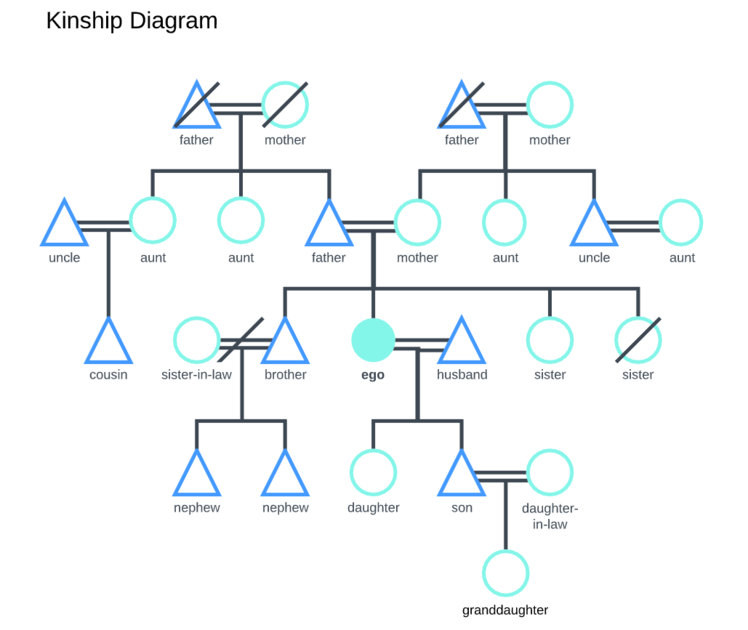 Kinship Diagram
father
mother
father
mother
uncle
aunt
aunt
father
mother
aunt
uncle
aunt
cousin
sister-in-law
brother
ego
husband
sister
sister
nephew
nephew
daughter
son
daughter-
in-law
granddaughter